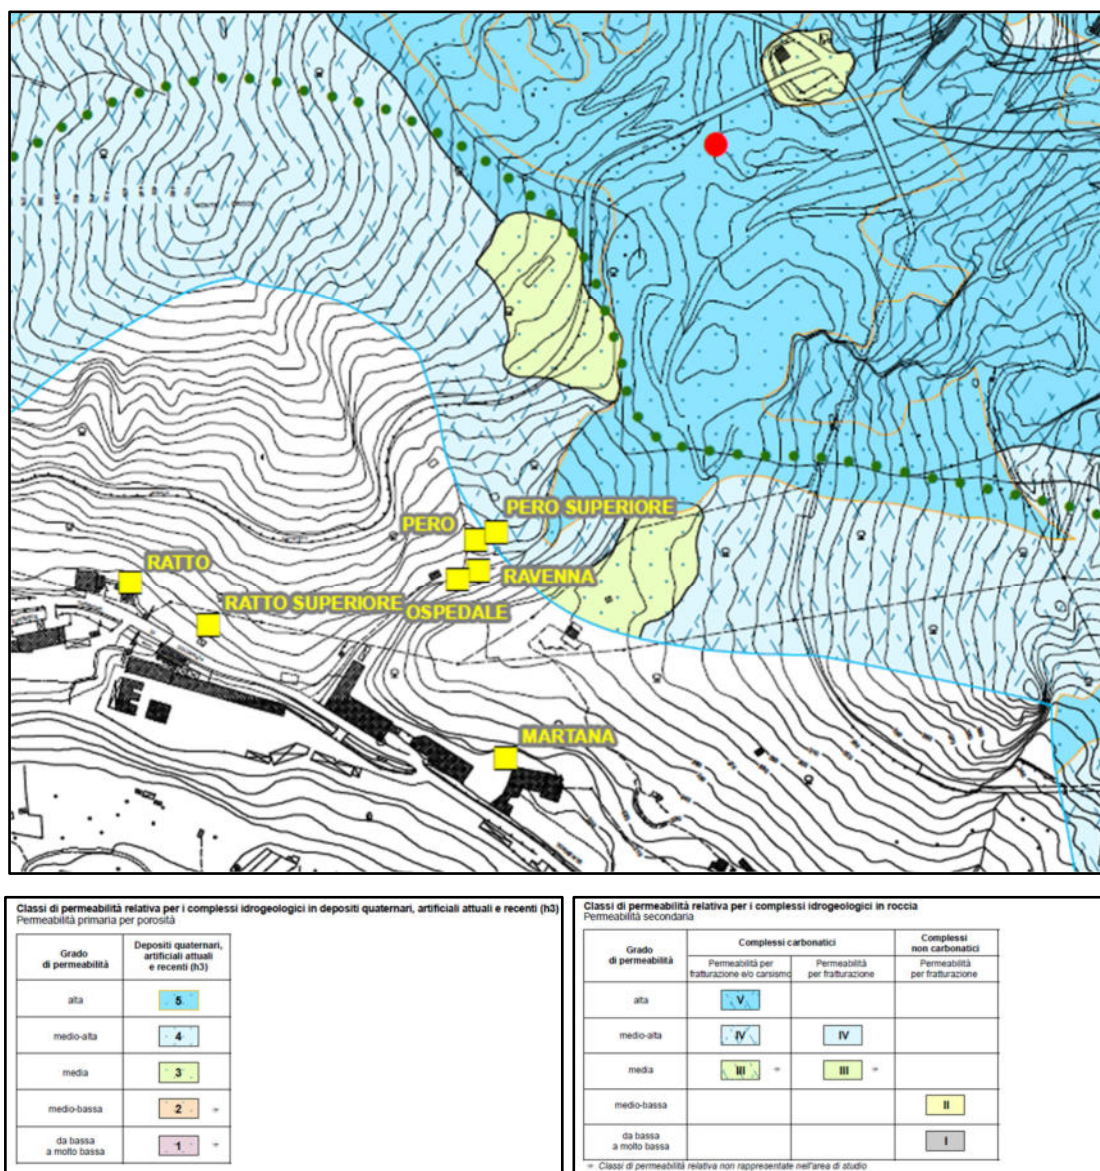 PERO SUPERIORE
PERO
RATTO
RAVENNA
RATTO SUPERIORE
OSPEDALE
MARTANA
Classi di permeabilità relativa per i complessi idrogeologici in depositi quaternari, artificiali attuali e recenti (h3)
Permeabilità primaria per porosità
Grado
di permeabilità
Depositi quaternari,
artificiali attuali
e recenti (h3)
alta
5
medio-alta
4
media
3
medio-bassa
2
da bassa
a molto bassa
1
Classi di permeabilità relativa per i complessi idrogeologici in roccia
Permeabilità secondaria
Grado
di permeabilità
Complessi carbonatici
Complessi
non carbonatici
Permeabilità per
fratturazione e/o carsismo
Permeabilità
per fratturazione
Permeabilità
per fratturazione
alta
V
medio-alta
IV
IV
media
III
III
medio-bassa
II
da bassa
a molto bassa
I
Classi di permeabilità relativa non rappresentate nell'area di studio